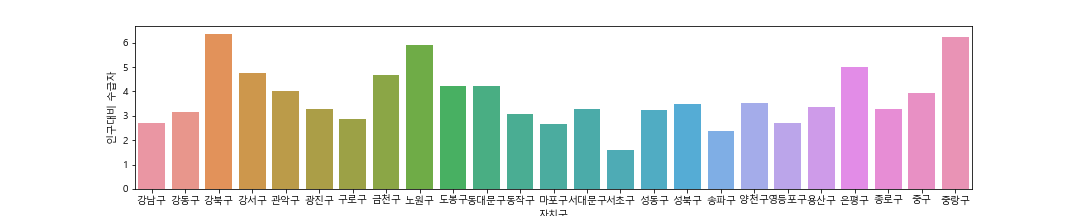 인구대비 수급자
6
5
4
3
2
1
0
강남구 강동구 강북구 강서구 관악구 광진구 구로구 금천구 노원구 도봉구 동대문구 동작구 마포구 서대문구 서초구 성동구 성북구 송파구 양천구 영등포구 용산구 은평구 종로구 중구 중랑구
자치구